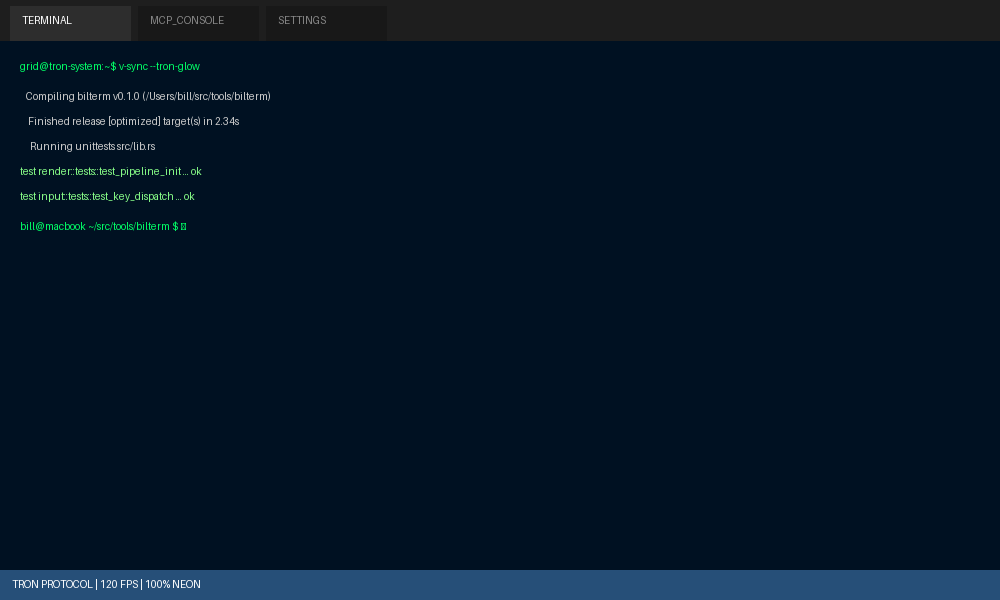 TERMINAL
MCP_CONSOLE
SETTINGS
grid@tron-system:~$ v-sync --tron-glow
Compiling bilterm v0.1.0 (/Users/bill/src/tools/bilterm)
Finished release [optimized] target(s) in 2.34s
Running unittests src/lib.rs
test render::tests::test_pipeline_init ... ok
test input::tests::test_key_dispatch ... ok
bill@macbook ~/src/tools/bilterm $
TRON PROTOCOL | 120 FPS | 100% NEON